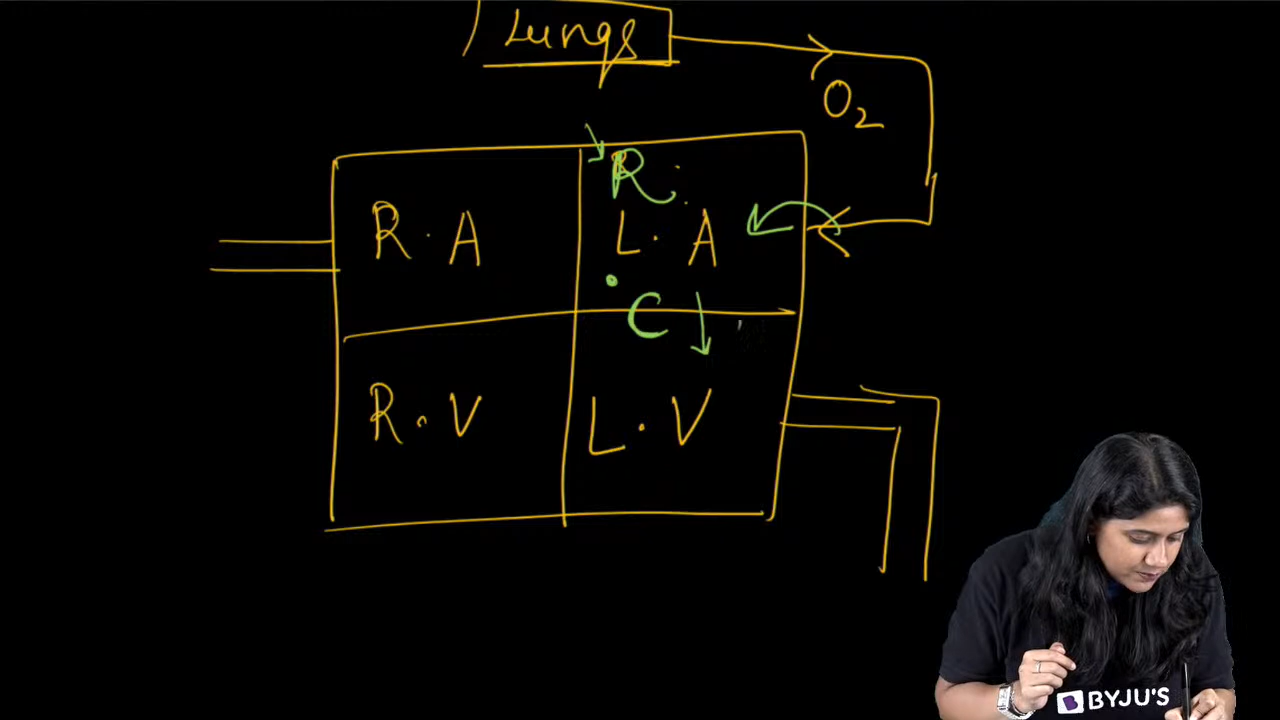 Lungs
O2
R.
R. A
L. A
C
R. V
L. V
BYJU'S